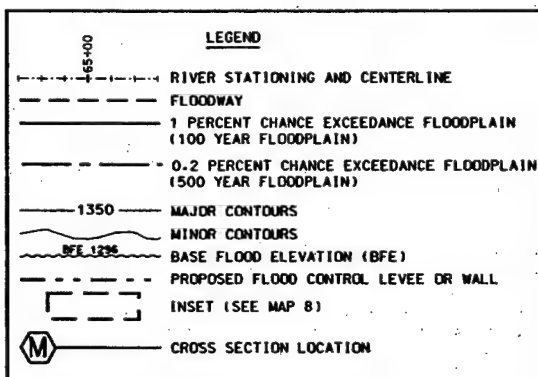 LEGEND
65+00
RIVER STATIONING AND CENTERLINE
FLOODWAY
1 PERCENT CHANCE EXCEEDANCE FLOODPLAIN
(100 YEAR FLOODPLAIN)
0.2 PERCENT CHANCE EXCEEDANCE FLOODPLAIN
(500 YEAR FLOODPLAIN)
1350 MAJOR CONTOURS
MINOR CONTOURS
BFE 1296 BASE FLOOD ELEVATION (BFE)
PROPOSED FLOOD CONTROL LEVEE OR WALL
INSET (SEE MAP 8)
M CROSS SECTION LOCATION